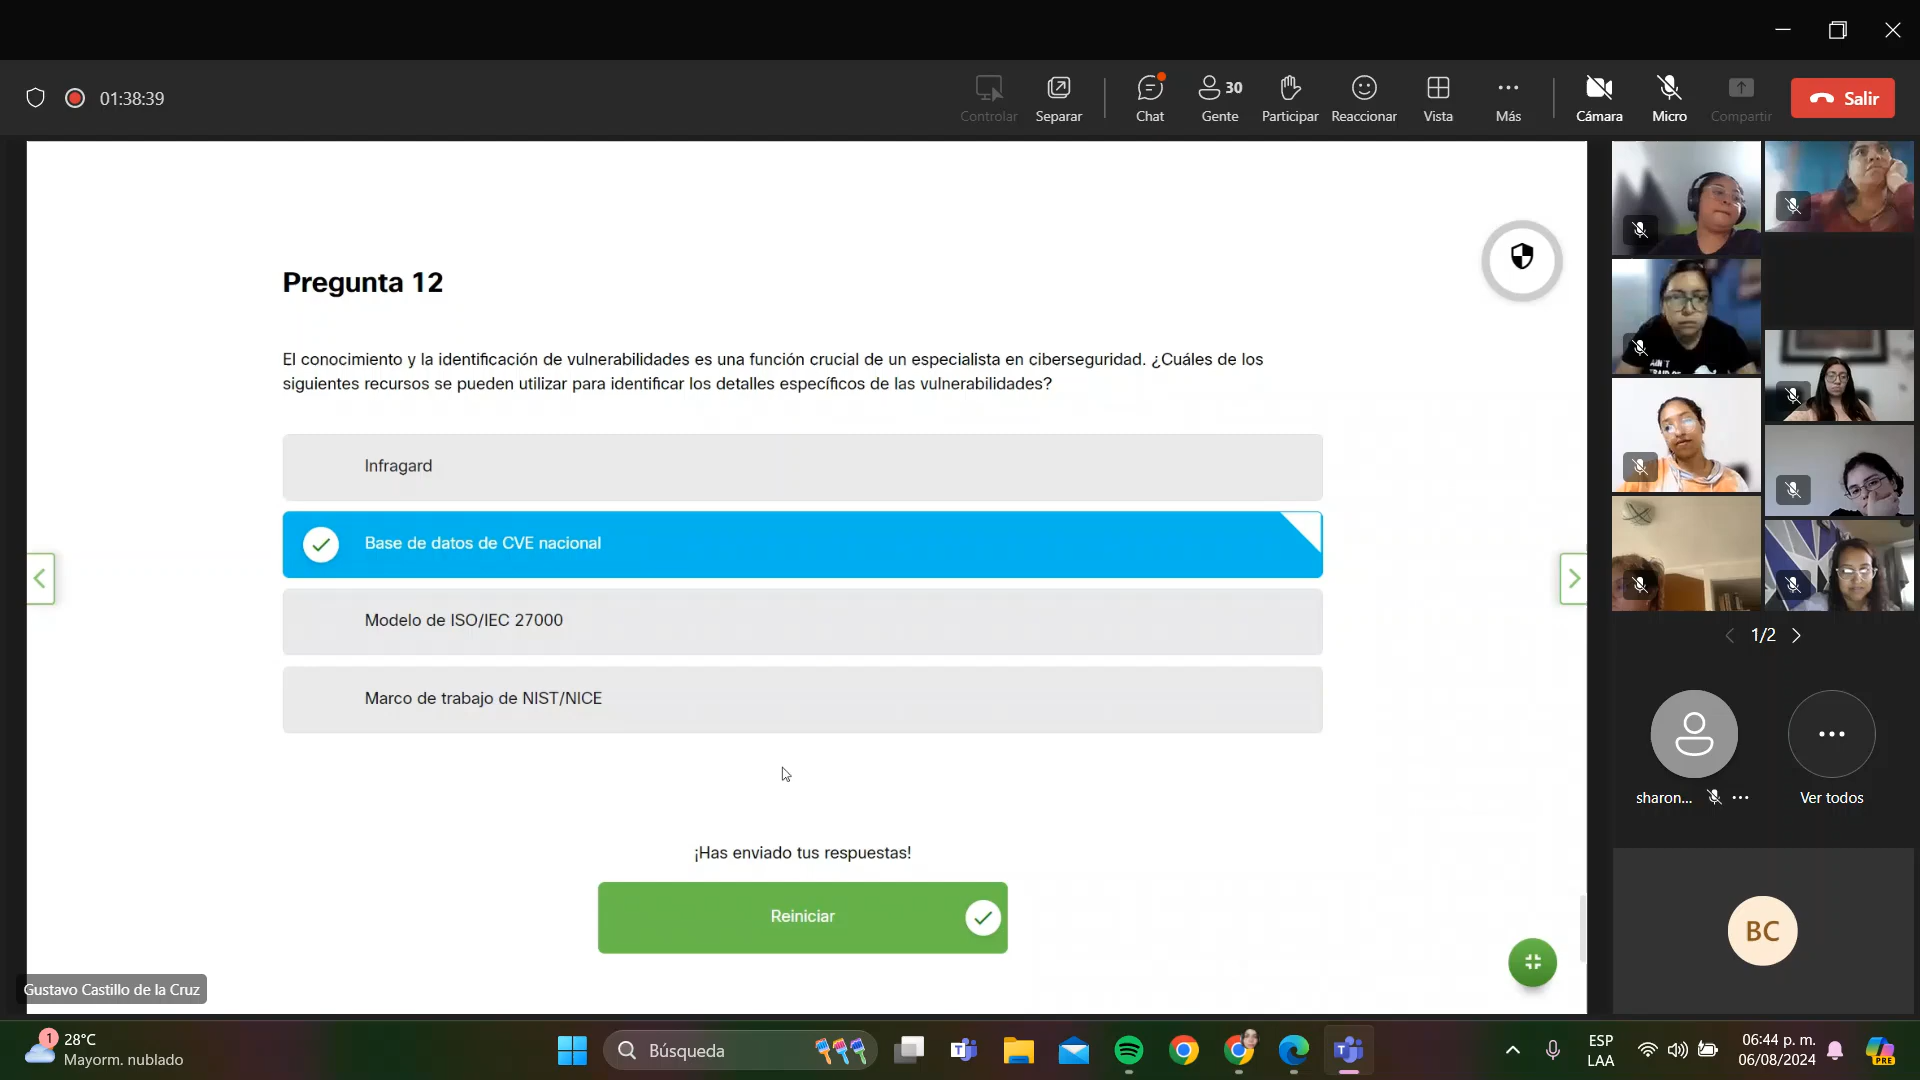 01:38:39
Controlar
Separar
Chat
30
Gente
Participar
Reaccionar
Vista
Más
Cámara
Micro
Compartir
Salir
Pregunta 12
El conocimiento y la identificación de vulnerabilidades es una función crucial de un especialista en ciberseguridad. ¿Cuáles de los
siguientes recursos se pueden utilizar para identificar los detalles específicos de las vulnerabilidades?
Infragard
Base de datos de CVE nacional
Modelo de ISO/IEC 27000
Marco de trabajo de NIST/NICE
¡Has enviado tus respuestas!
Reiniciar
Gustavo Castillo de la Cruz
1/2
sharon...
Ver todos
BC
1
28°C
Mayorm. nublado
Búsqueda
ESP
LAA
06:44 p. m.
06/08/2024
PRE